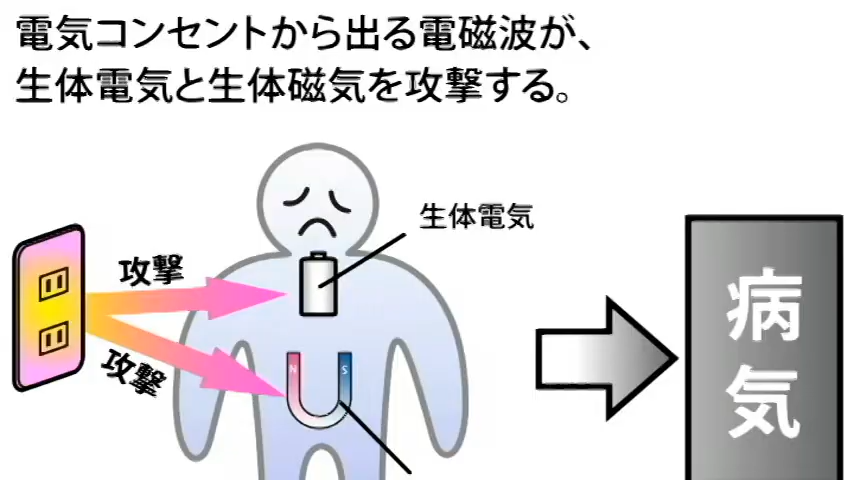 電気コンセントから出る電磁波が、
生体電気と生体磁気を攻撃する。
生体電気
攻撃
攻撃
N S
病気